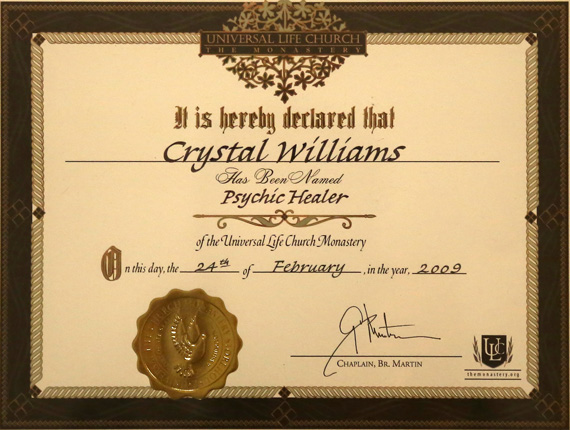 UNIVERSAL LIFE CHURCH
THE MONASTERY
It is hereby declared that
Crystal Williams
Has Been Named
Psychic Healer
of the Universal Life Church Monastery
On this day, the 24th of February, in the year, 2009
CHAPLAIN, BR. MARTIN
ULC
themonastery.org